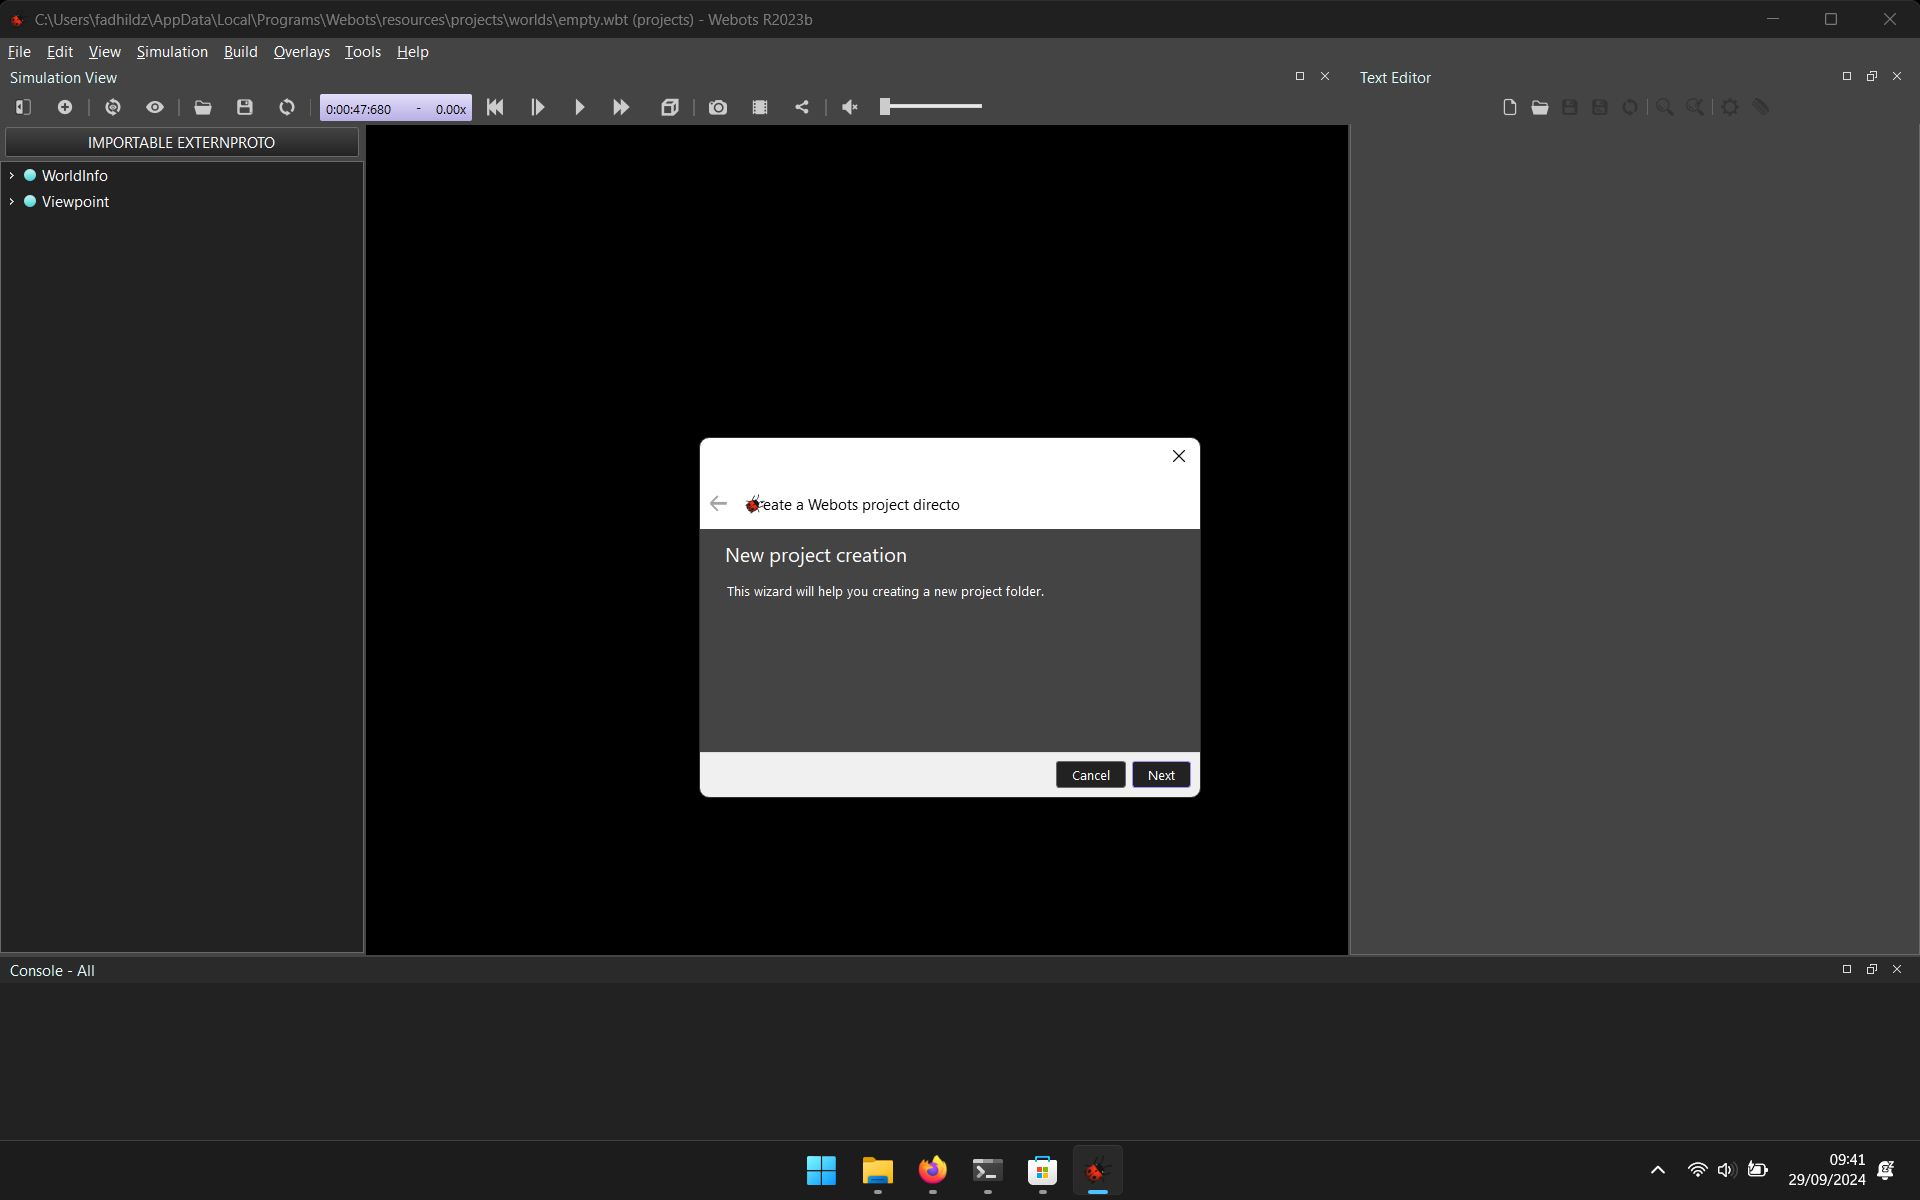 C:\Users\fadhildz\AppData\Local\Programs\Webots\resources\projects\worlds\empty.wbt (projects) - Webots R2023b
File Edit View Simulation Build Overlays Tools Help
Simulation View
Text Editor
0:00:47:680 - 0.00x
IMPORTABLE EXTERNPROTO
WorldInfo
Viewpoint
eate a Webots project directo
New project creation
This wizard will help you creating a new project folder.
Cancel Next
Console - All
09:41
29/09/2024